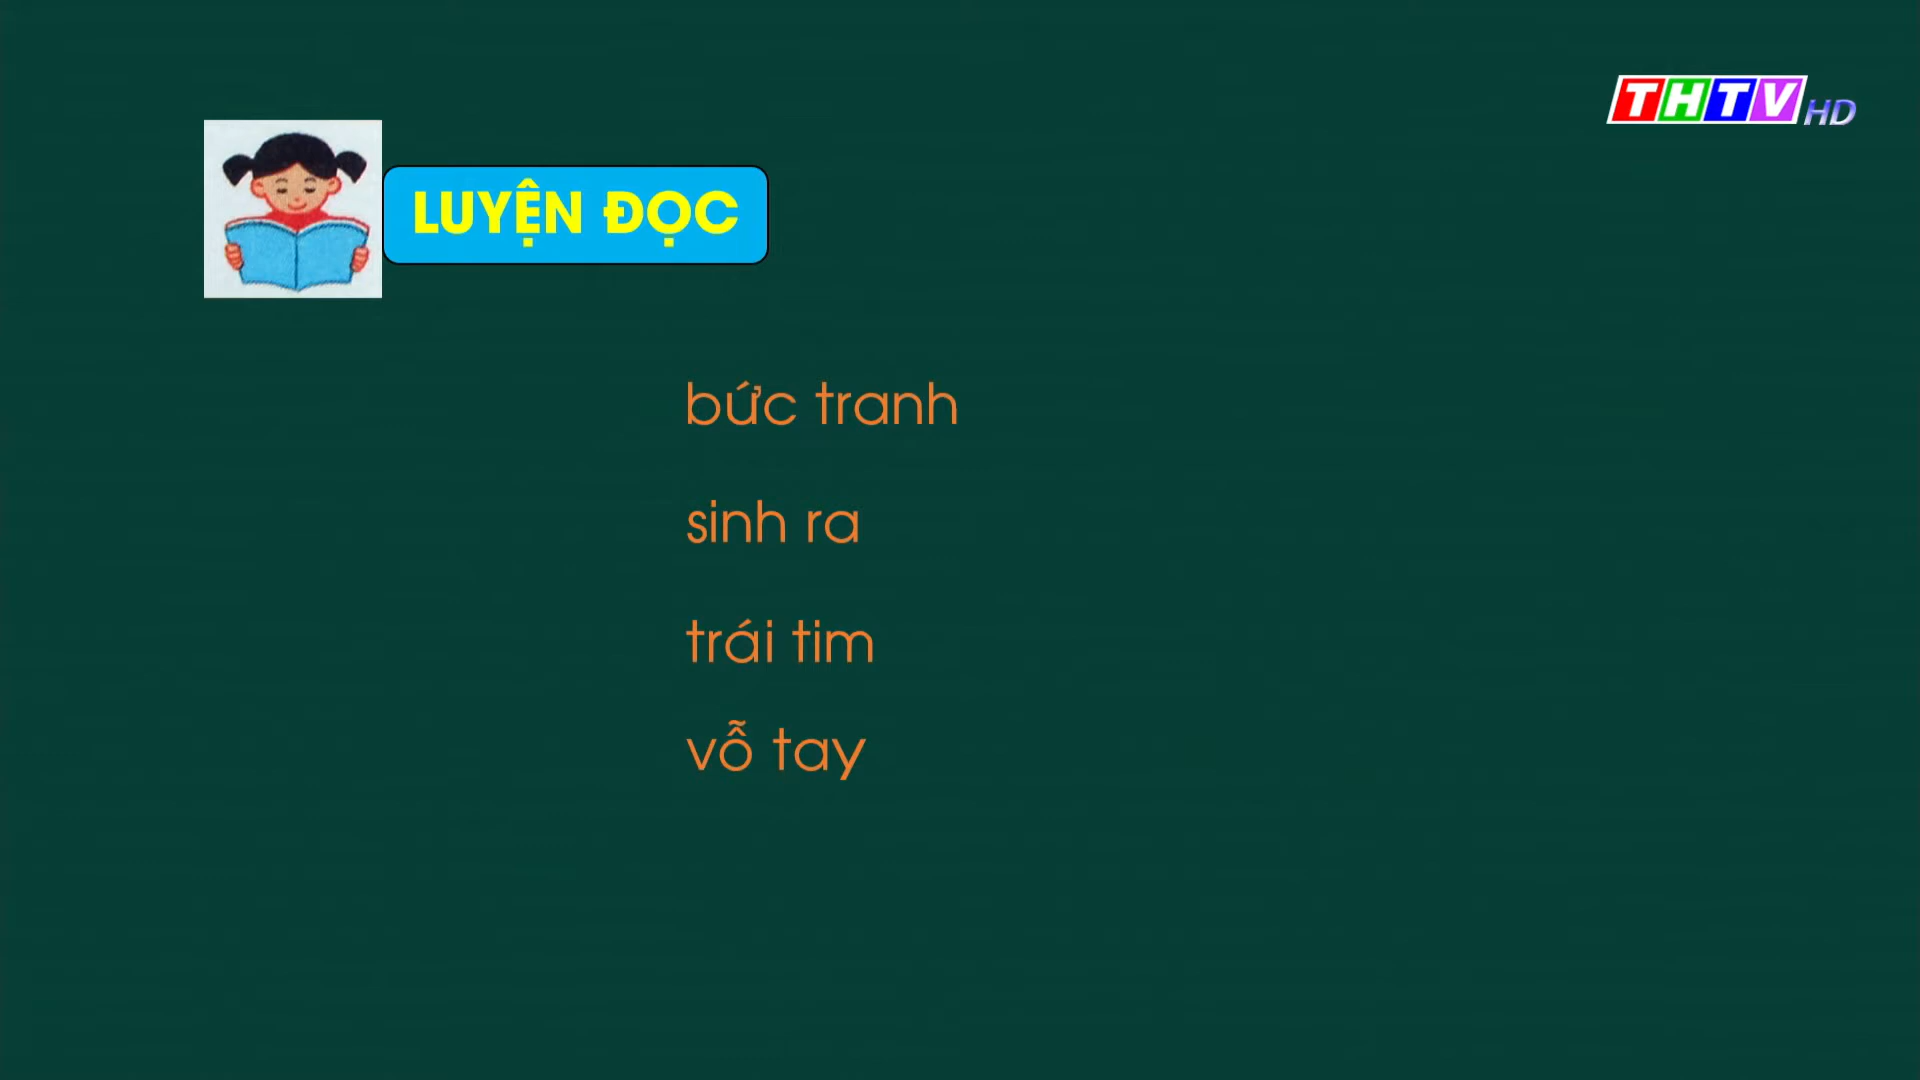 THTV HD
LUYỆN ĐỌC
bức tranh
sinh ra
trái tim
vỗ tay